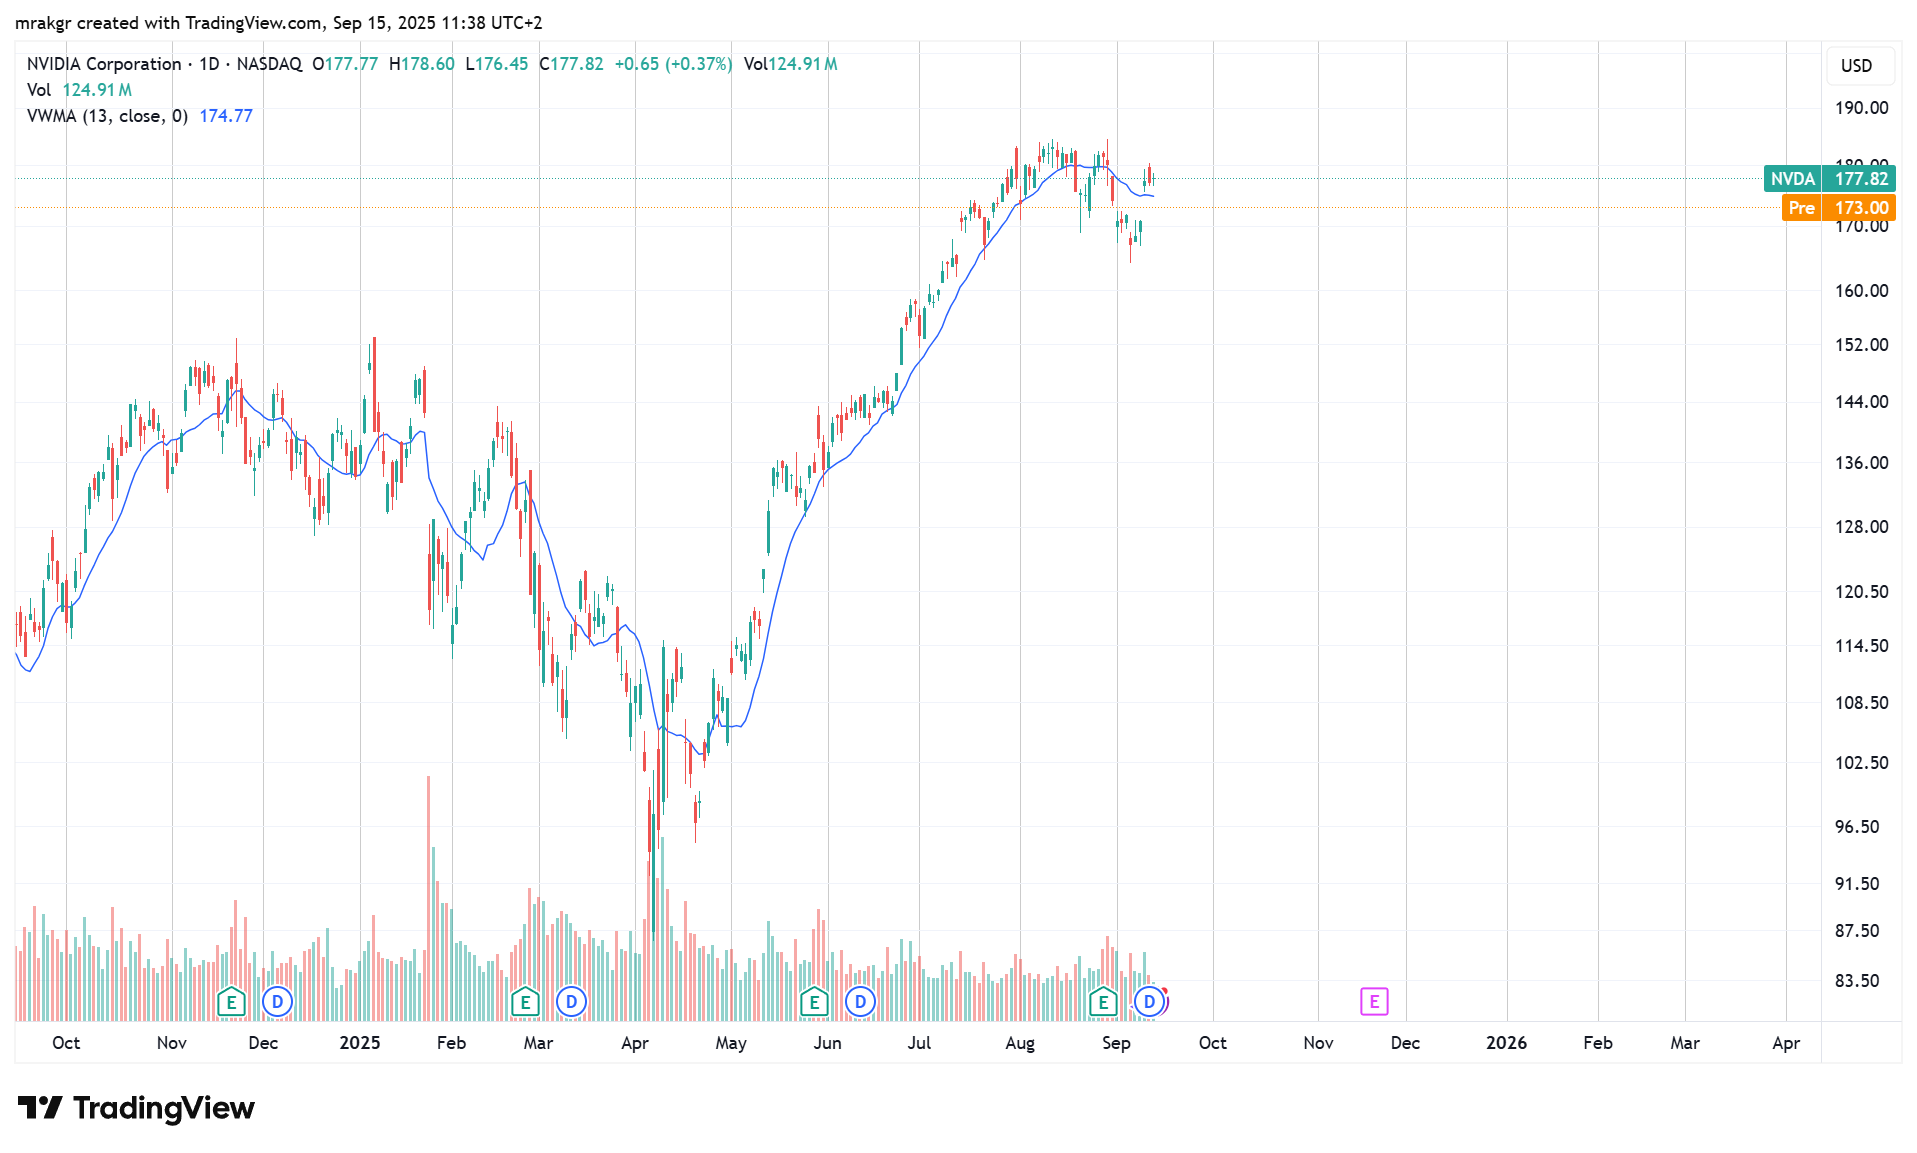 mrakgr created with TradingView.com, Sep 15, 2025 11:38 UTC+2
NVIDIA Corporation · 1D · NASDAQ O177.77 H178.60 L176.45 C177.82 +0.65 (+0.37%) Vol124.91 M
Vol 124.91 M
VWMA (13, close, 0) 174.77
USD
190.00
180.00
NVDA 177.82
Pre 173.00
170.00
160.00
152.00
144.00
136.00
128.00
120.50
114.50
108.50
102.50
96.50
91.50
87.50
83.50
E D E D E D E D E
Oct Nov Dec 2025 Feb Mar Apr May Jun Jul Aug Sep Oct Nov Dec 2026 Feb Mar Apr
TradingView